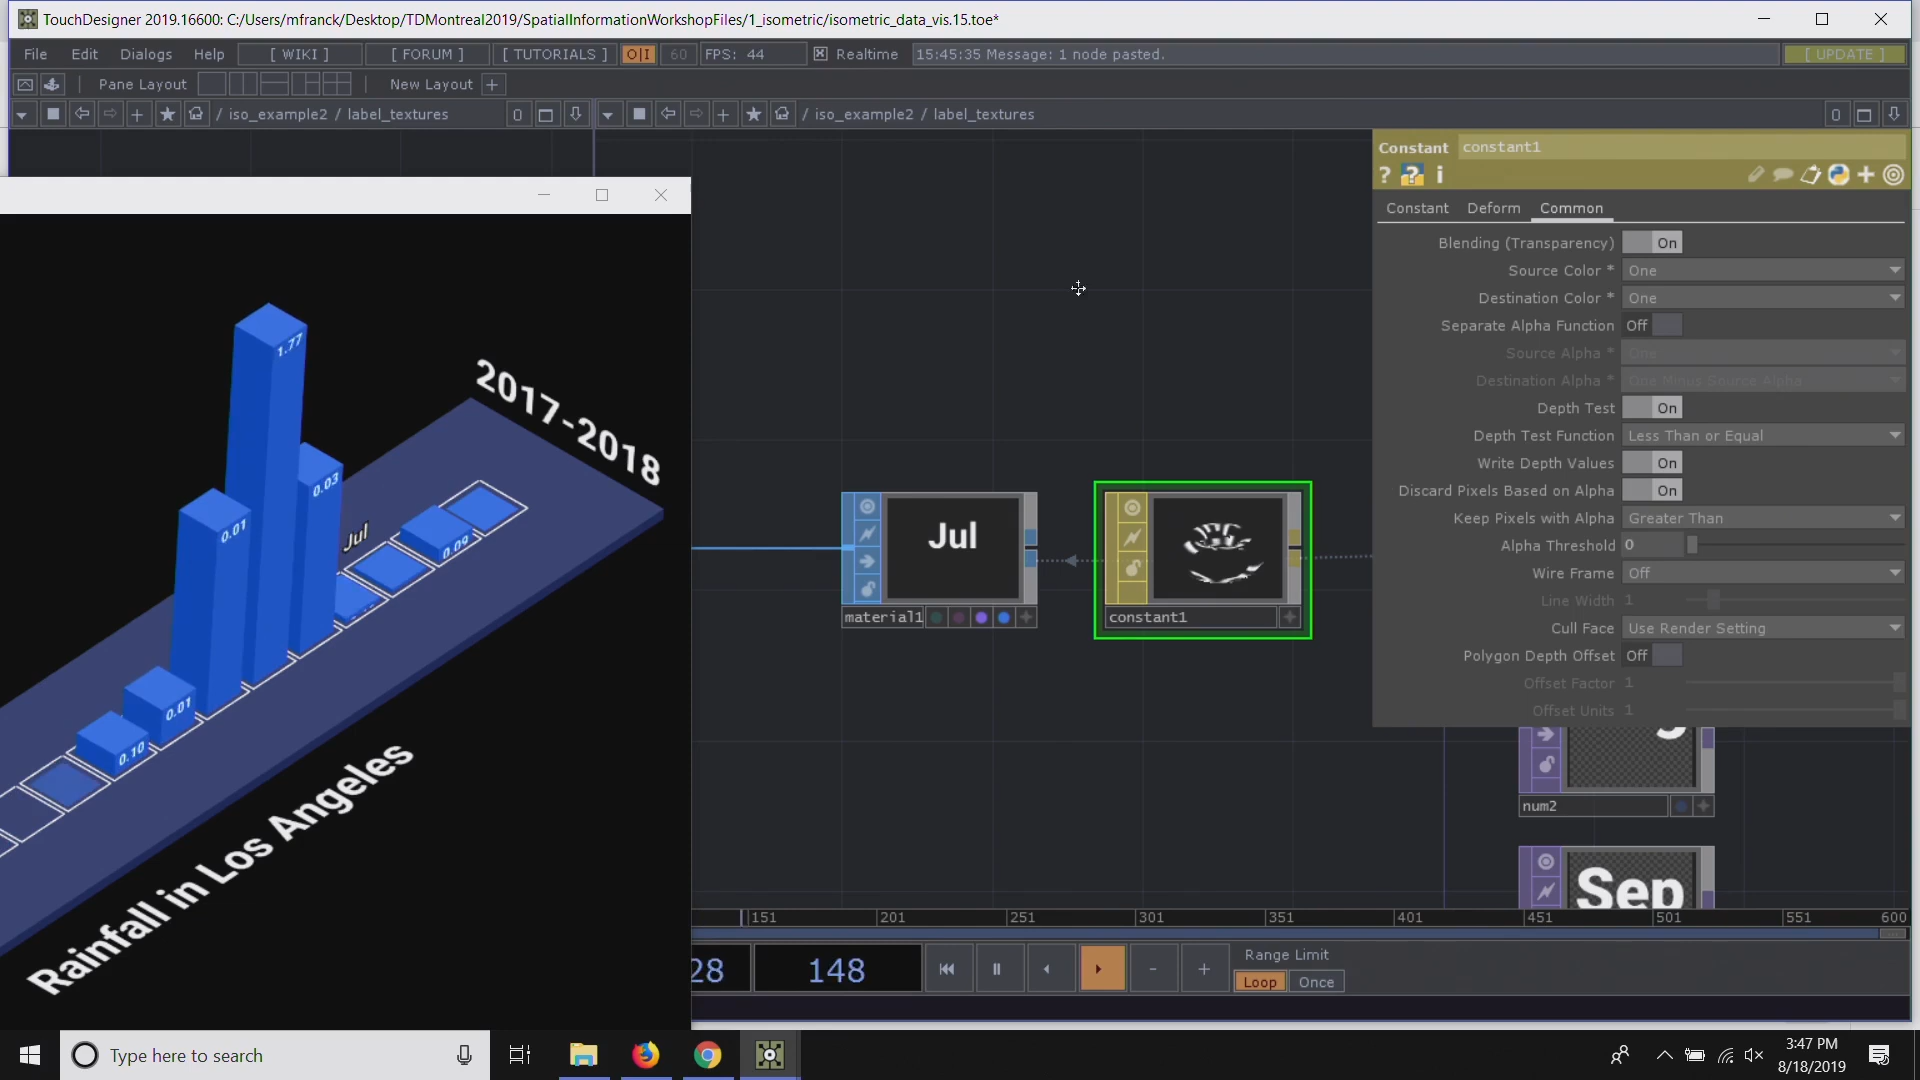 TouchDesigner 2019.16600: C:/Users/mfranck/Desktop/TDMontreal2019/SpatialInformationWorkshopFiles/1_isometric/isometric_data_vis.15.toe*
File Edit Dialogs Help [ WIKI ] [ FORUM ] [ TUTORIALS ] O|I 60 FPS: 44 Realtime 15:45:35 Message: 1 node pasted. [ UPDATE ]
Pane Layout New Layout +
/ iso_example2 / label_textures 0 / iso_example2 / label_textures 0
Constant constant1
? ? i
Constant Deform Common
Blending (Transparency) On
Source Color * One
Destination Color * One
Separate Alpha Function Off
Source Alpha * One
Destination Alpha * One Minus Source Alpha
Depth Test On
Depth Test Function Less Than or Equal
Write Depth Values On
Discard Pixels Based on Alpha On
Keep Pixels with Alpha Greater Than
Alpha Threshold 0
Wire Frame Off
Line Width 1
Cull Face Use Render Setting
Polygon Depth Offset Off
Offset Factor 1
Offset Units 1
1.77
2017-2018
0.03
0.01
Jul
0.09
0.01
0.10
Rainfall in Los Angeles
Jul
material1
constant1
num2
Sep
151 201 251 301 351 401 451 501 551 600
28 148
Range Limit
Loop Once
Type here to search
3:47 PM
8/18/2019